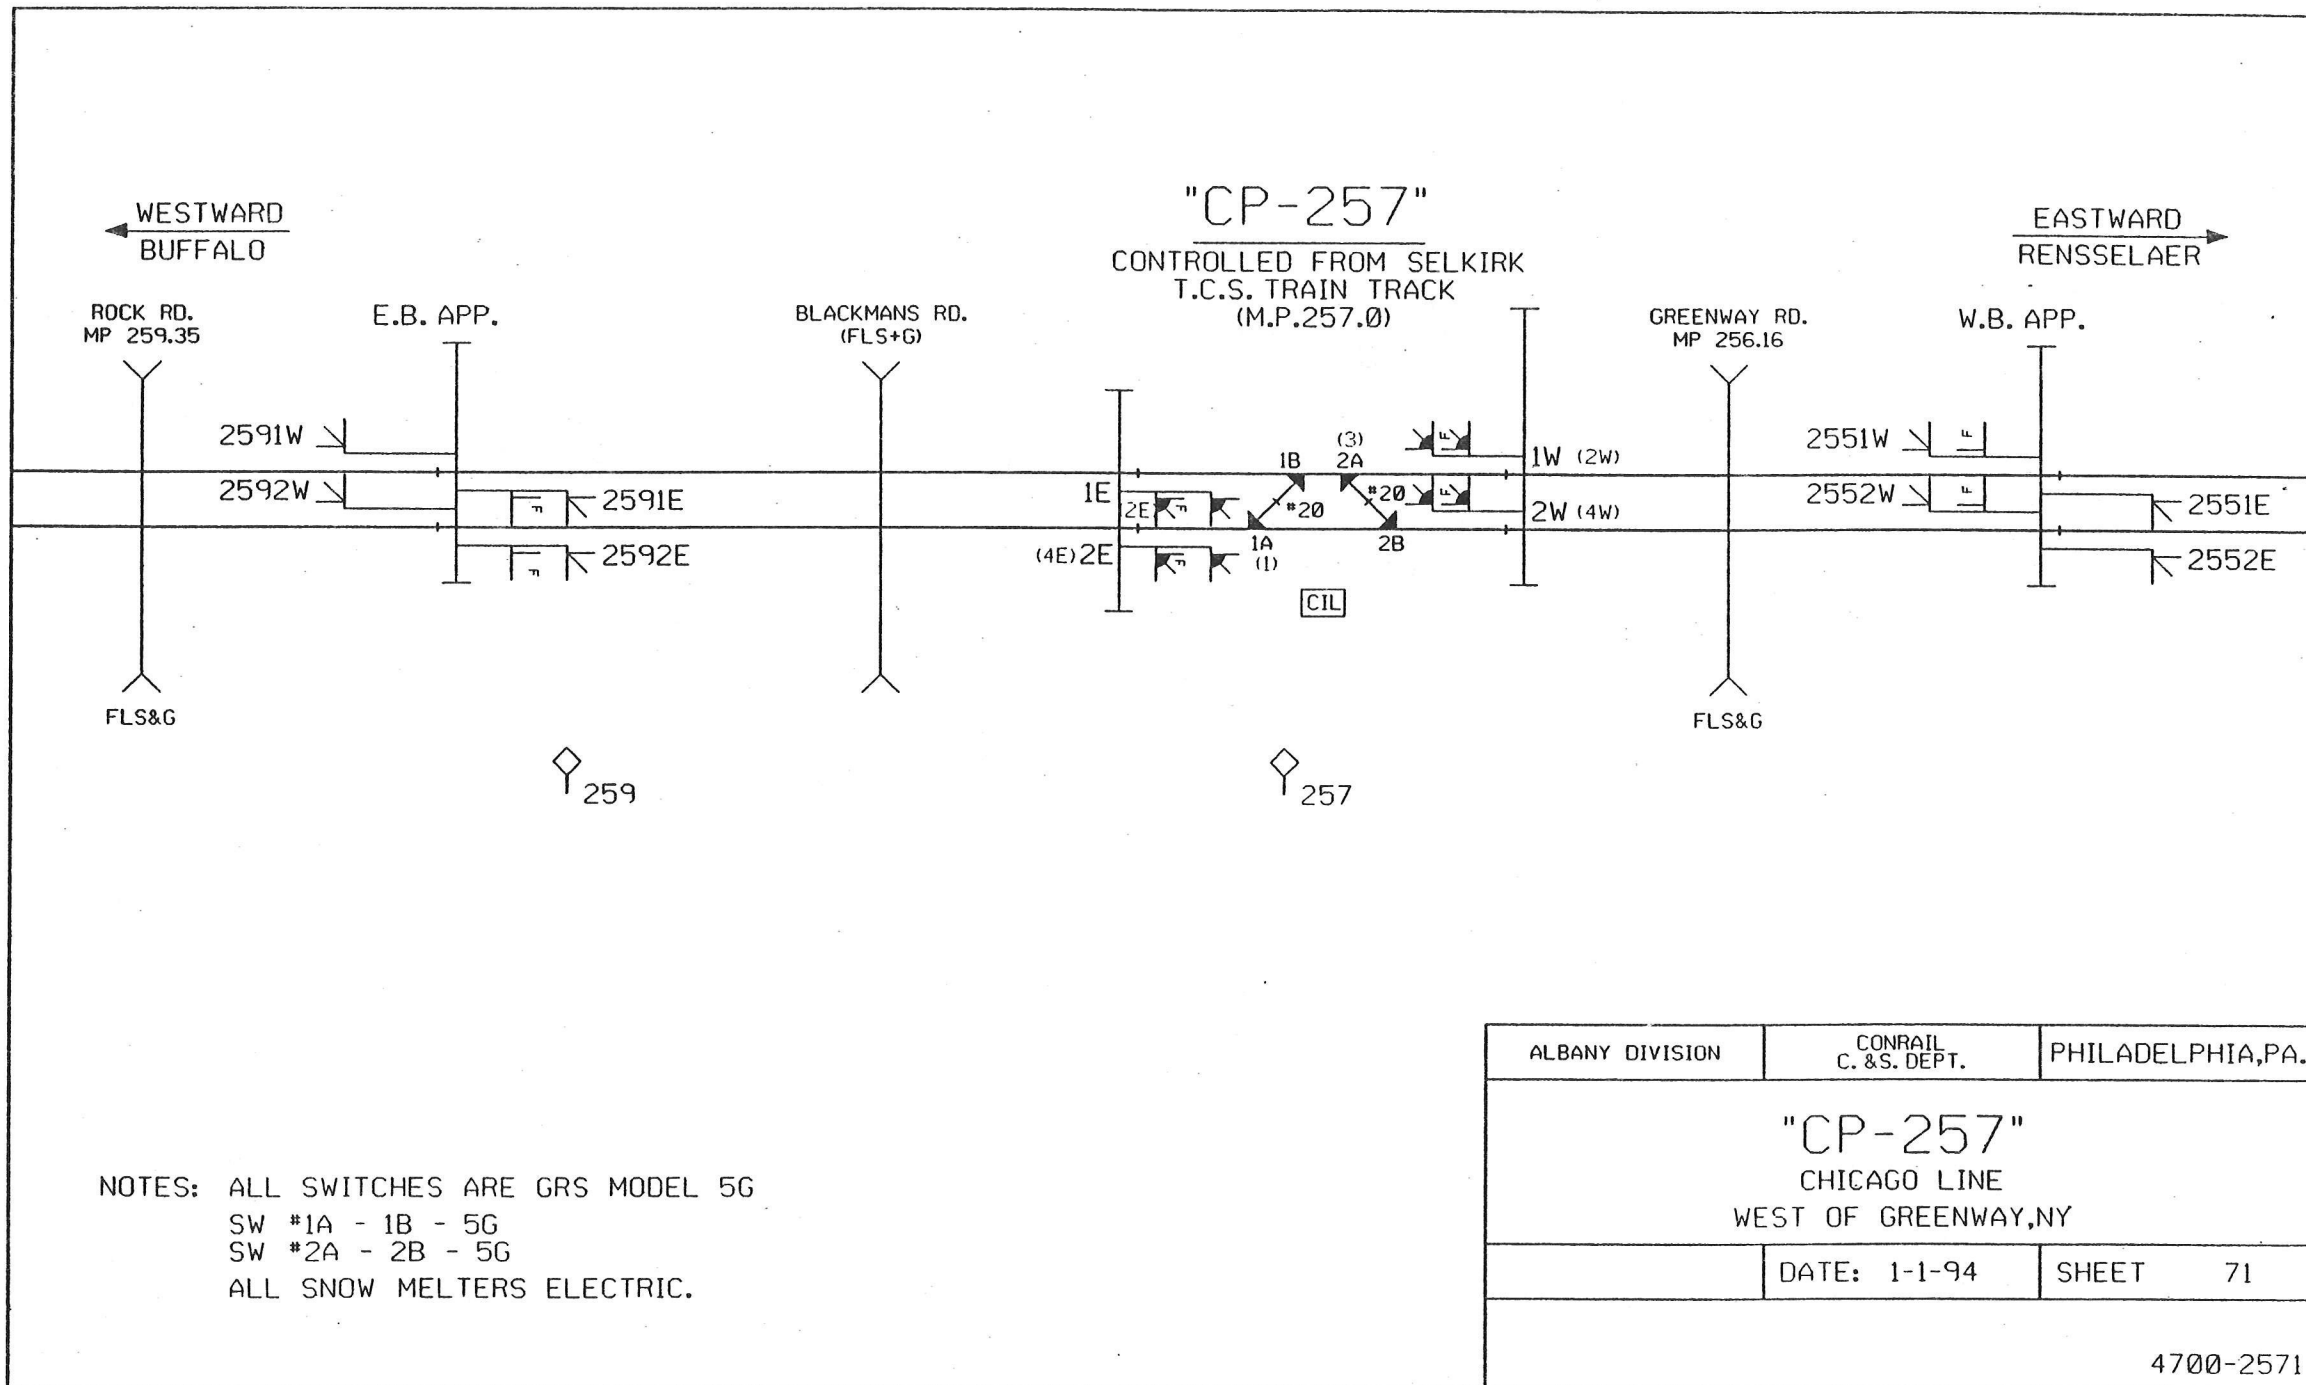 "CP-257"
CONTROLLED FROM SELKIRK
T.C.S. TRAIN TRACK
(M.P.257.0)
WESTWARD
BUFFALO
EASTWARD
RENSSELAER
ROCK RD.
MP 259.35
E.B. APP.
BLACKMANS RD.
(FLS+G)
GREENWAY RD.
MP 256.16
W.B. APP.
2591W
2592W
F
2591E
F
2592E
1E
(2E)
F
(4E) 2E
F
1B
(3)
2A
#20
#20
1A
(1)
2B
F
1W (2W)
F
2W (4W)
2551W
F
2552W
F
2551E
2552E
CIL
FLS&G
FLS&G
259
257
NOTES: ALL SWITCHES ARE GRS MODEL 5G
SW #1A - 1B - 5G
SW #2A - 2B - 5G
ALL SNOW MELTERS ELECTRIC.
ALBANY DIVISION
CONRAIL
C. &S. DEPT.
PHILADELPHIA,PA.
"CP-257"
CHICAGO LINE
WEST OF GREENWAY,NY
DATE: 1-1-94
SHEET 71
4700-2571